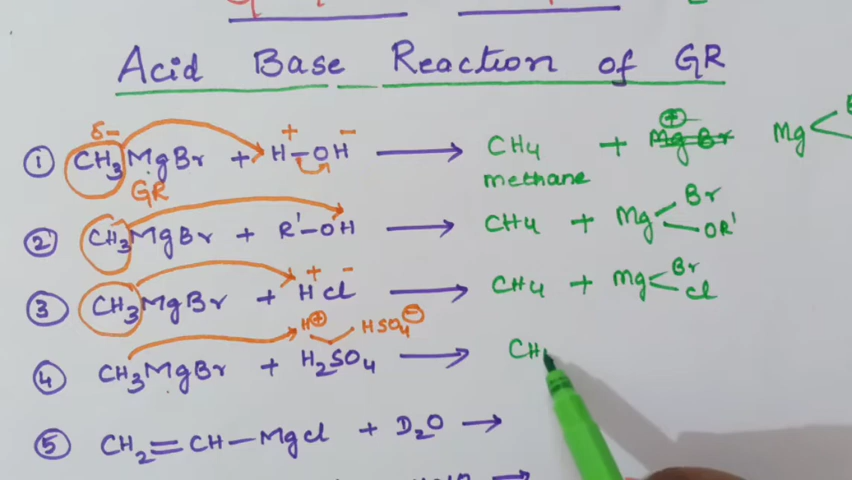 Acid Base Reaction of GR
① CH₃MgBr + H–OH → CH4 + MgBr Mg
δ- + - ⊕
GR methane
② CH₃MgBr + R'–OH → CH4 + Mg Br OR'
③ CH₃MgBr + HCl → CH4 + Mg Br Cl
+ -
H⊕ HSO4⊖
④ CH₃MgBr + H₂SO₄ → CH
⑤ CH₂=CH–MgCl + D₂O →